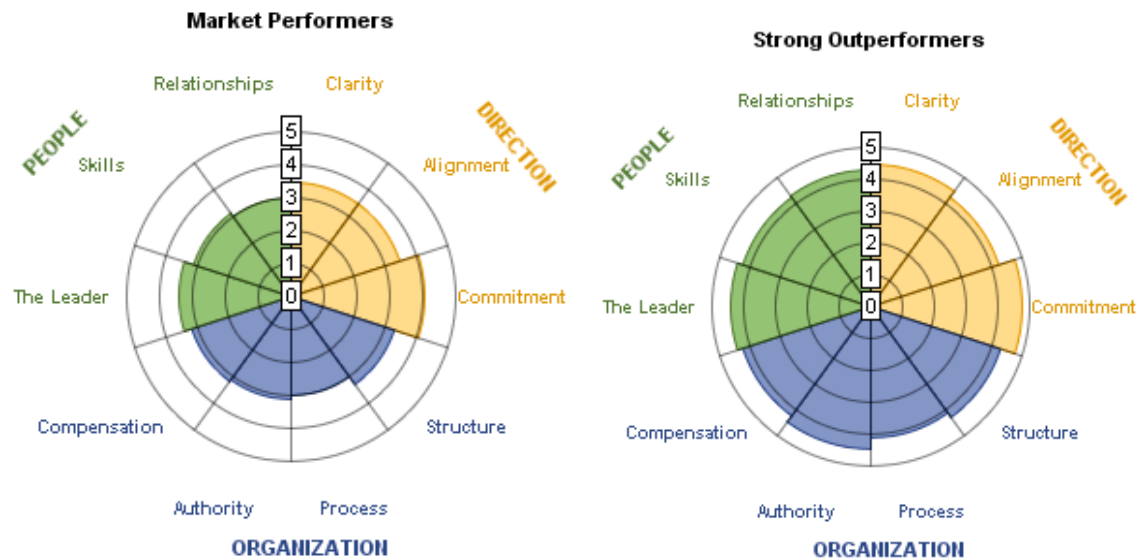 Market Performers
Relationships
Clarity
PEOPLE
DIRECTION
Skills
Alignment
5
4
3
2
1
0
The Leader
Commitment
Compensation
Structure
Authority
Process
ORGANIZATION
Strong Outperformers
Relationships
Clarity
PEOPLE
DIRECTION
Skills
Alignment
5
4
3
2
1
0
The Leader
Commitment
Compensation
Structure
Authority
Process
ORGANIZATION